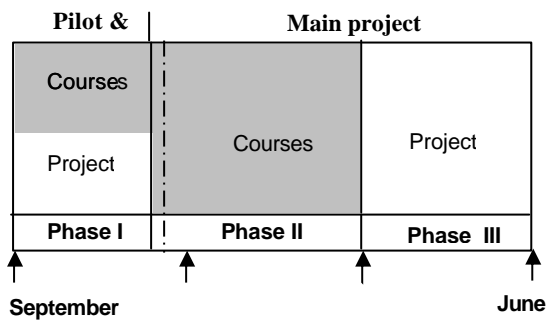 Pilot & Main project
Courses
Project
Courses
Project
Phase I Phase II Phase III
September June